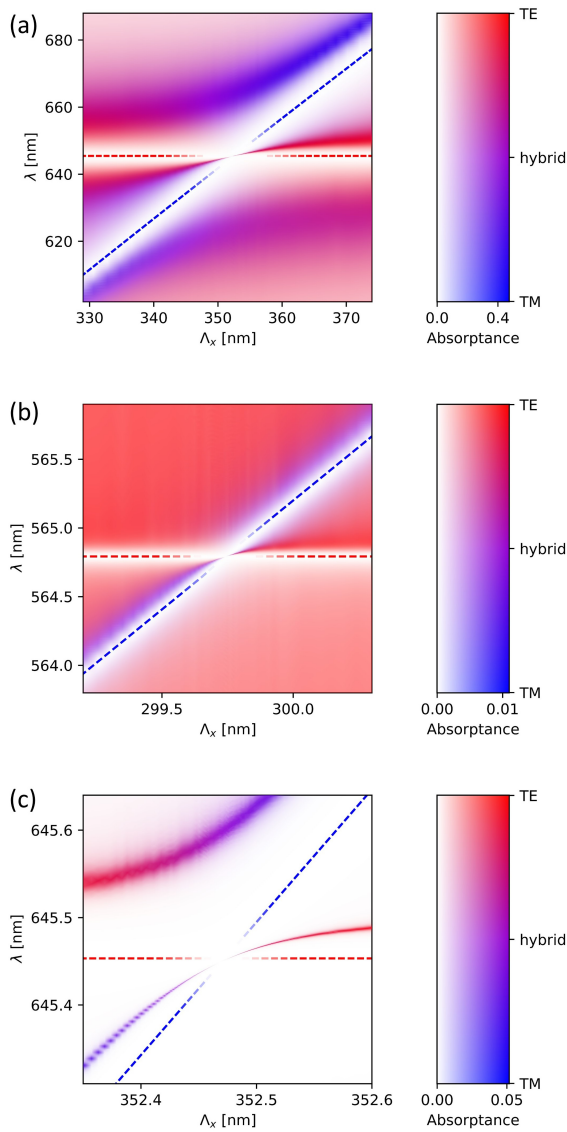 (a)
680
660
640
620
λ [nm]
330 340 350 360 370
Λx [nm]
TE
hybrid
TM
0.0 0.4
Absorptance
(b)
565.5
565.0
564.5
564.0
λ [nm]
299.5 300.0
Λx [nm]
TE
hybrid
TM
0.00 0.01
Absorptance
(c)
645.6
645.5
645.4
λ [nm]
352.4 352.5 352.6
Λx [nm]
TE
hybrid
TM
0.00 0.05
Absorptance